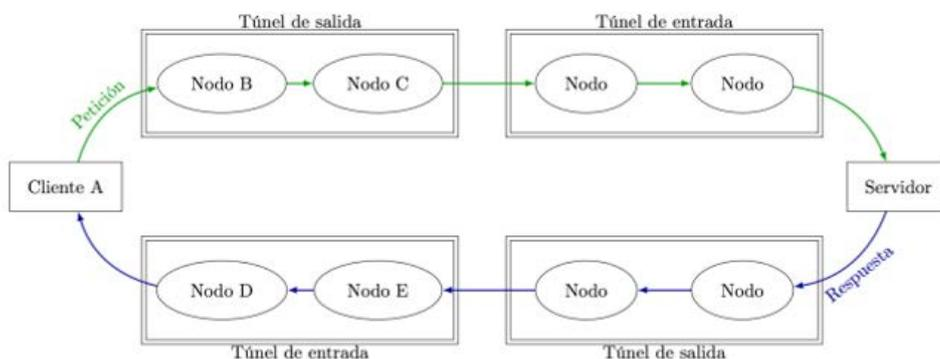 Túnel de salida
Túnel de entrada
Nodo B
Nodo C
Nodo
Nodo
Petición
Cliente A
Servidor
Respuesta
Nodo D
Nodo E
Nodo
Nodo
Túnel de entrada
Túnel de salida